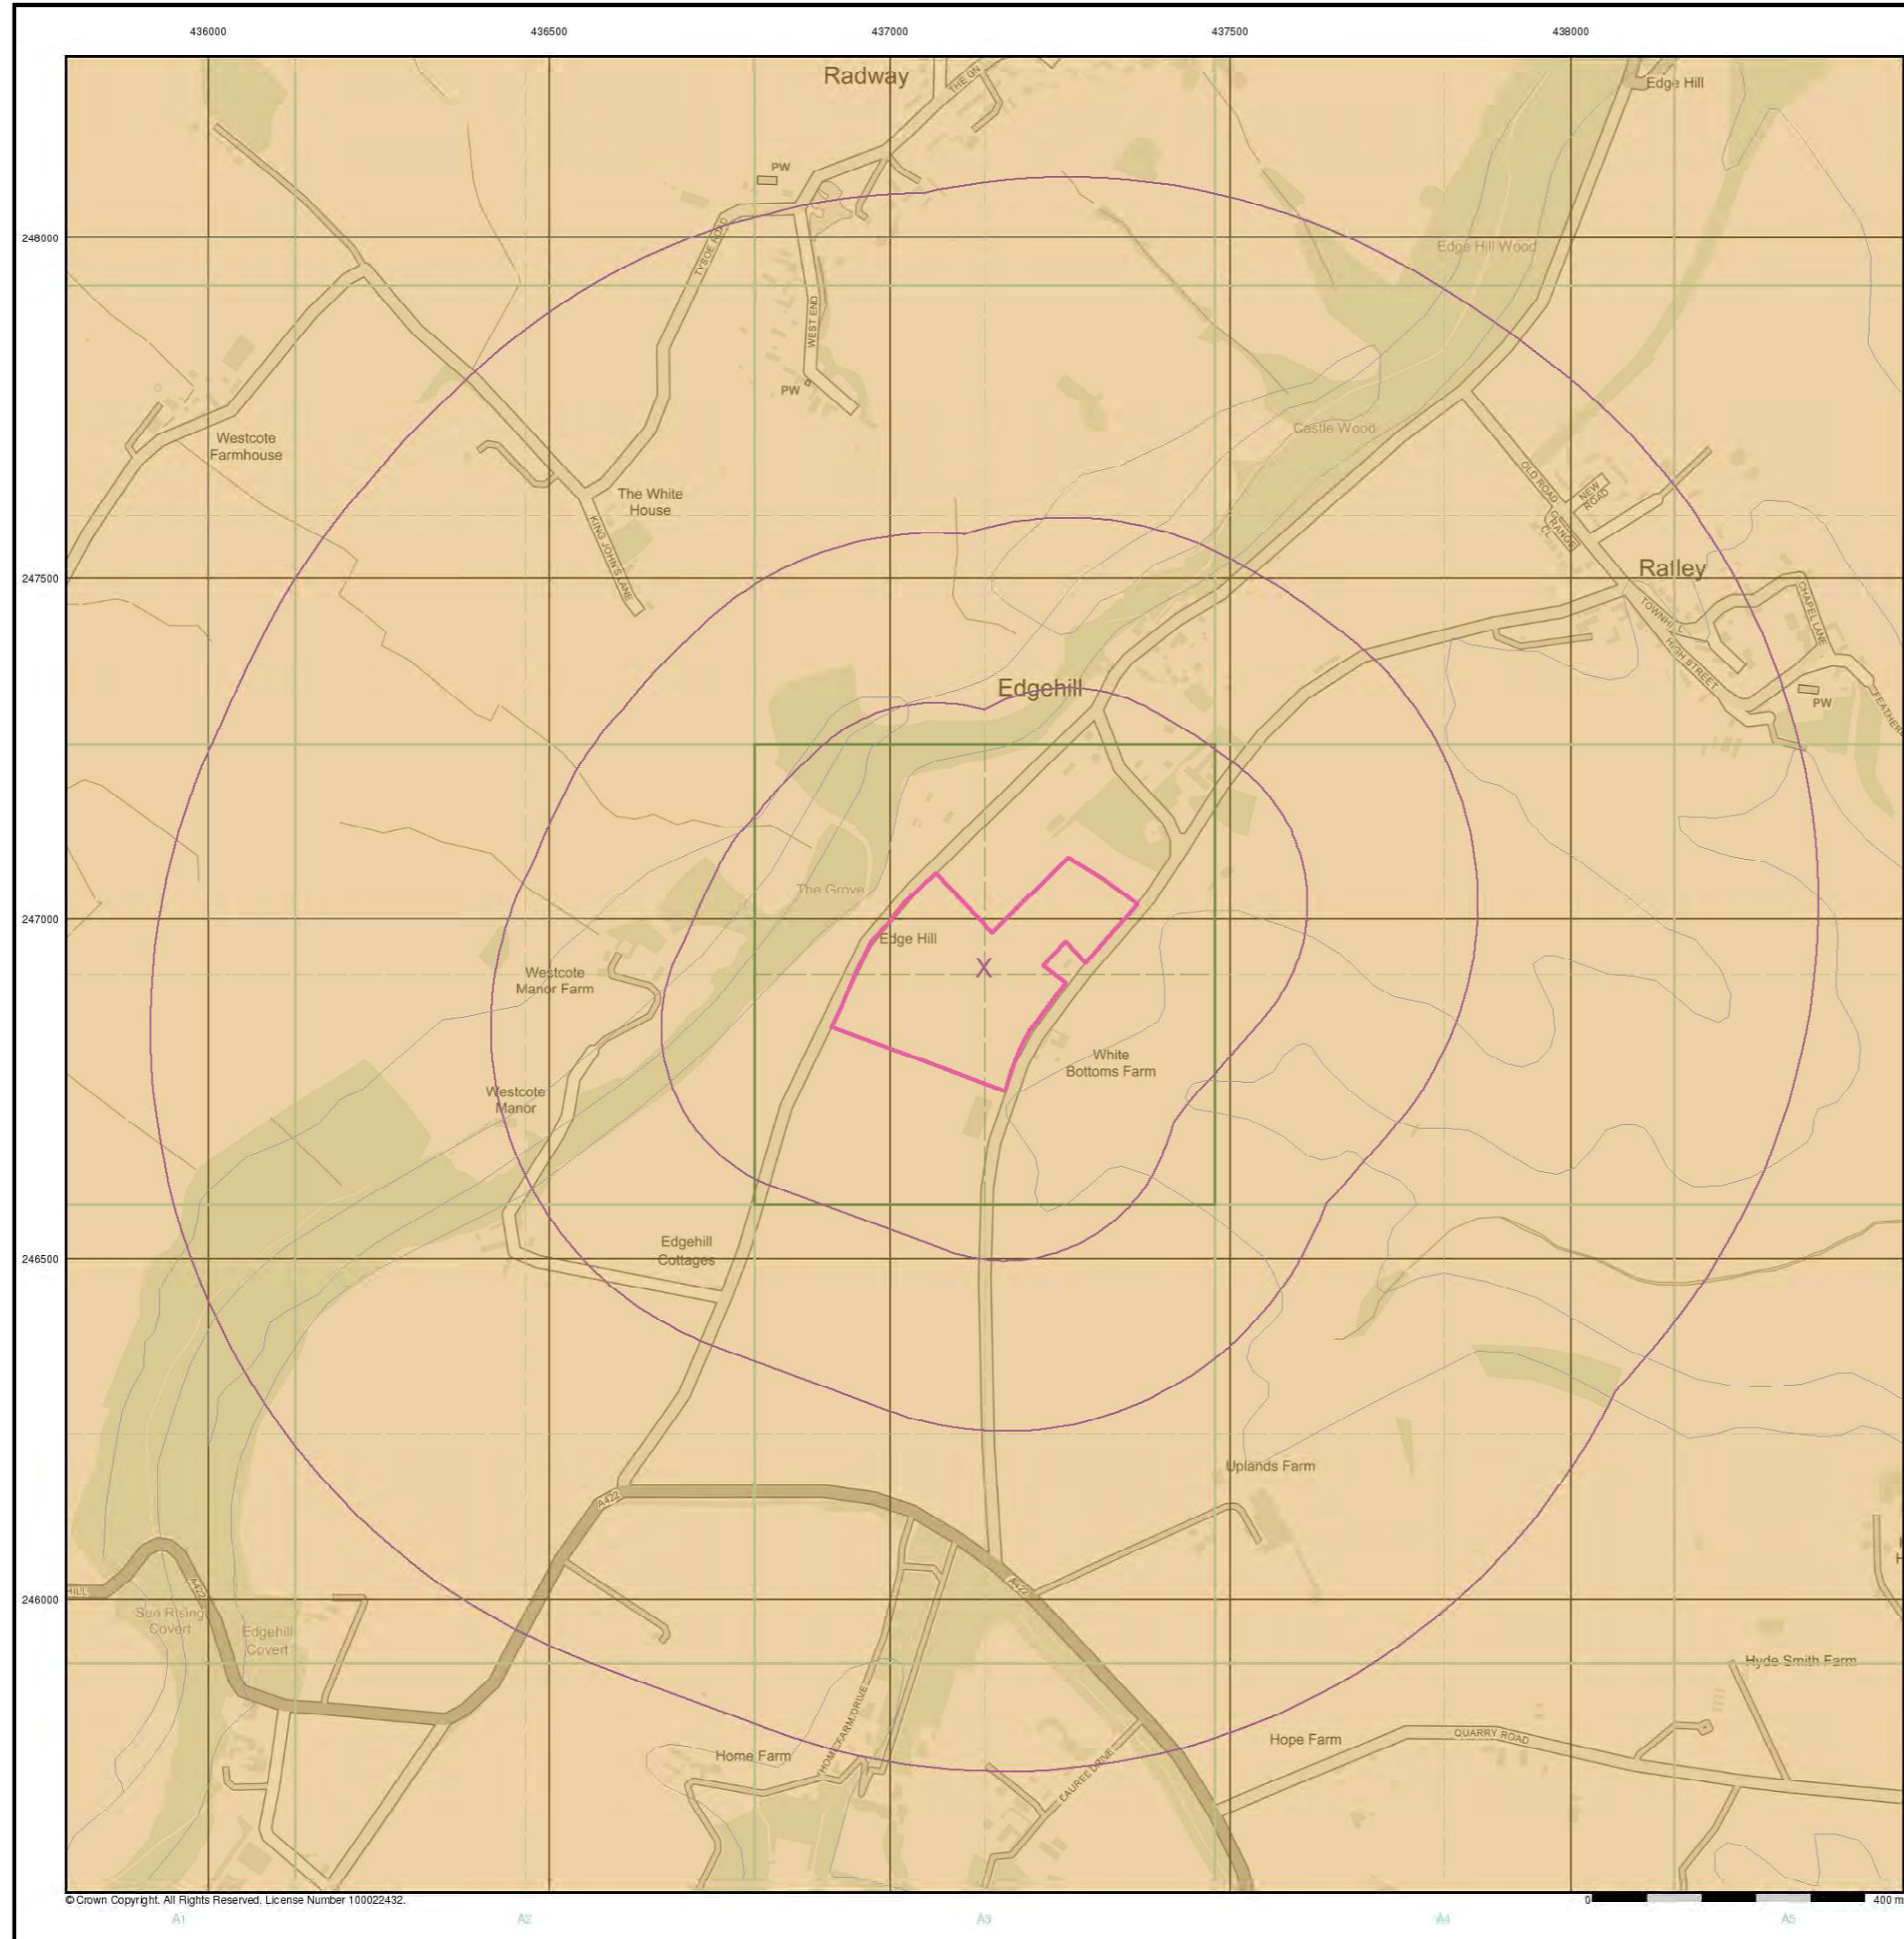 436000 436500 437000 437500 438000
Radway
THE GN
Edge Hill
PW
248000
Edge Hill Wood
TYSOE ROAD
WEST END
PW
Castle Wood
Westcote
Farmhouse
The White
House
OLD ROAD
NEW
ROAD
GRANGE
CL
KING JOHN'S LANE
247500
Ratley
TOWNHILL
CHAPEL LANE
HIGH STREET
Edgehill
PW
The Grove
247000
Edge Hill
X
Westcote
Manor Farm
White
Bottoms Farm
Westcote
Manor
Edgehill
Cottages
246500
Uplands Farm
A422
A422
A422
HILL
246000
Sun Rising
Covert
Edgehill
Covert
Hyde Smith Farm
HOME FARM DRIVE
Home Farm
LAUREL DRIVE
Hope Farm
QUARRY ROAD
© Crown Copyright. All Rights Reserved. License Number 100022432.
0 400 m
A1 A2 A3 A4 A5